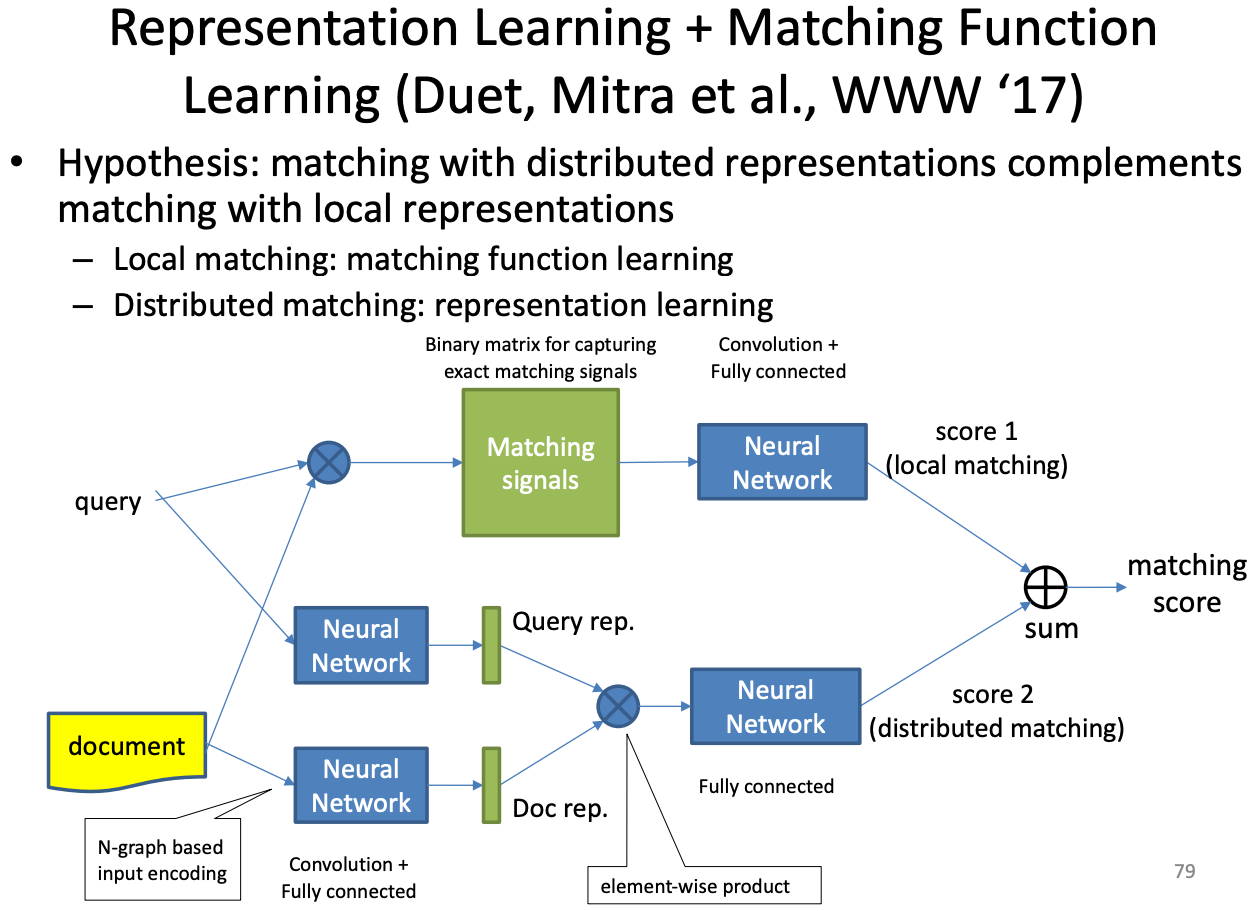 Representation Learning + Matching Function
Learning (Duet, Mitra et al., WWW ‘17)
• Hypothesis: matching with distributed representations complements
matching with local representations
– Local matching: matching function learning
– Distributed matching: representation learning
Binary matrix for capturing
exact matching signals
Convolution +
Fully connected
Matching
signals
Neural
Network
score 1
(local matching)
query
matching
score
sum
Neural
Network
Query rep.
Neural
Network
score 2
(distributed matching)
document
Neural
Network
Doc rep.
Fully connected
N-graph based
input encoding
Convolution +
Fully connected
element-wise product
79